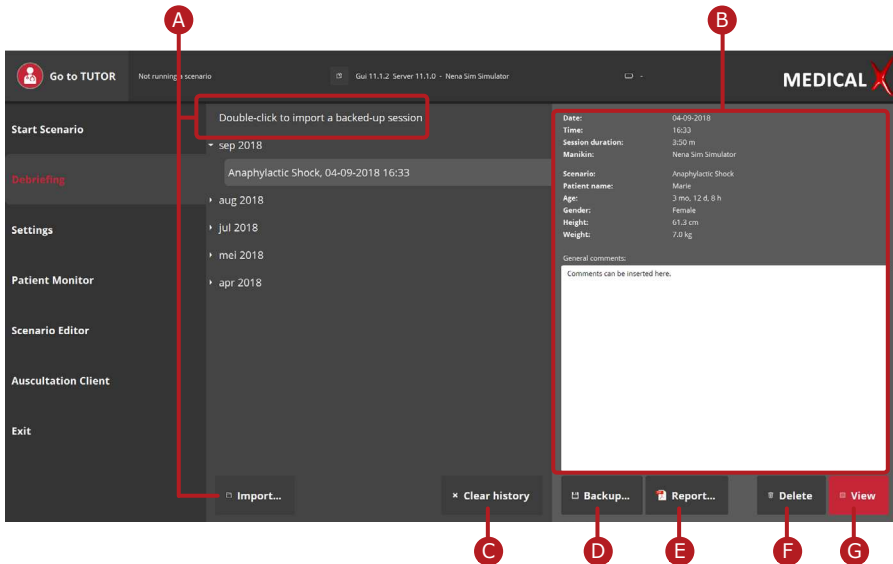 A
B
Go to TUTOR
Not running a scenario
Gui 11.1.2 Server 11.1.0 - Nena Sim Simulator
-
MEDICAL X
Start Scenario
Debriefing
Settings
Patient Monitor
Scenario Editor
Auscultation Client
Exit
Double-click to import a backed-up session
sep 2018
Anaphylactic Shock, 04-09-2018 16:33
aug 2018
jul 2018
mei 2018
apr 2018
Import...
× Clear history
Date: 04-09-2018
Time: 16:33
Session duration: 3:50 m
Manikin: Nena Sim Simulator
Scenario: Anaphylactic Shock
Patient name: Marie
Age: 3 mo, 12 d, 8 h
Gender: Female
Height: 61.3 cm
Weight: 7.0 kg
General comments:
Comments can be inserted here.
Backup...
Report...
Delete
View
C
D
E
F
G